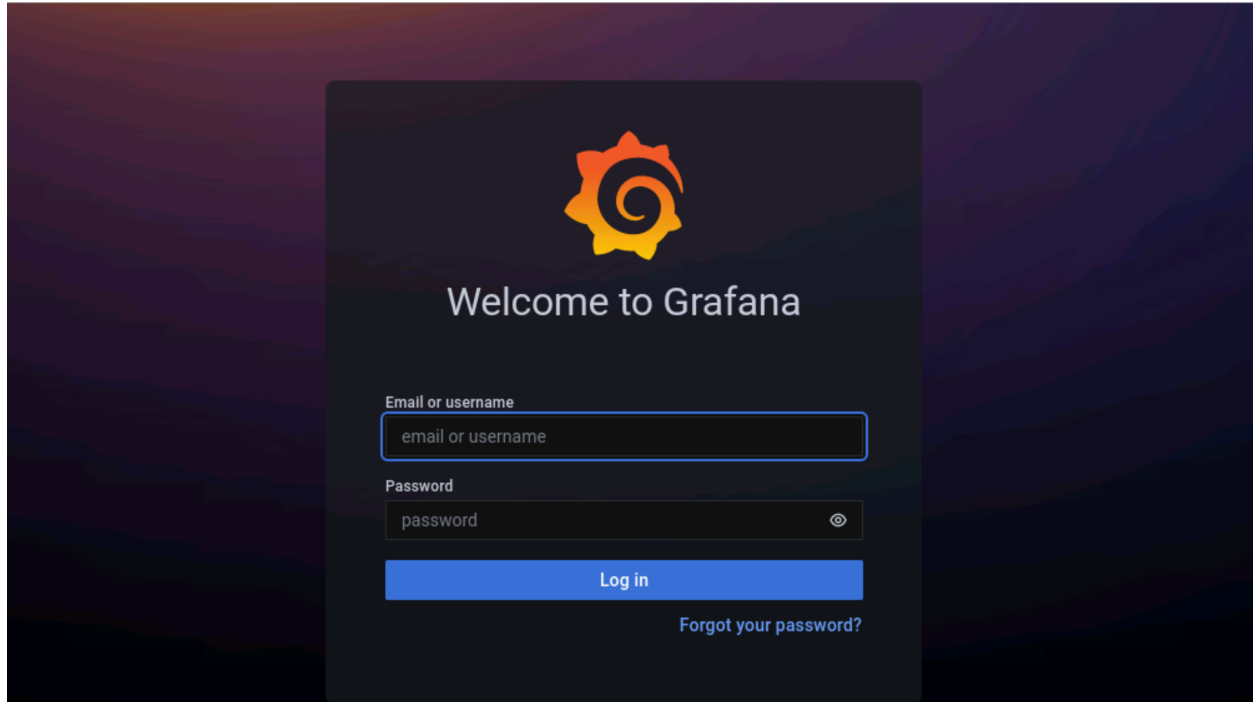 Welcome to Grafana
Email or username
email or username
Password
password
Log in
Forgot your password?